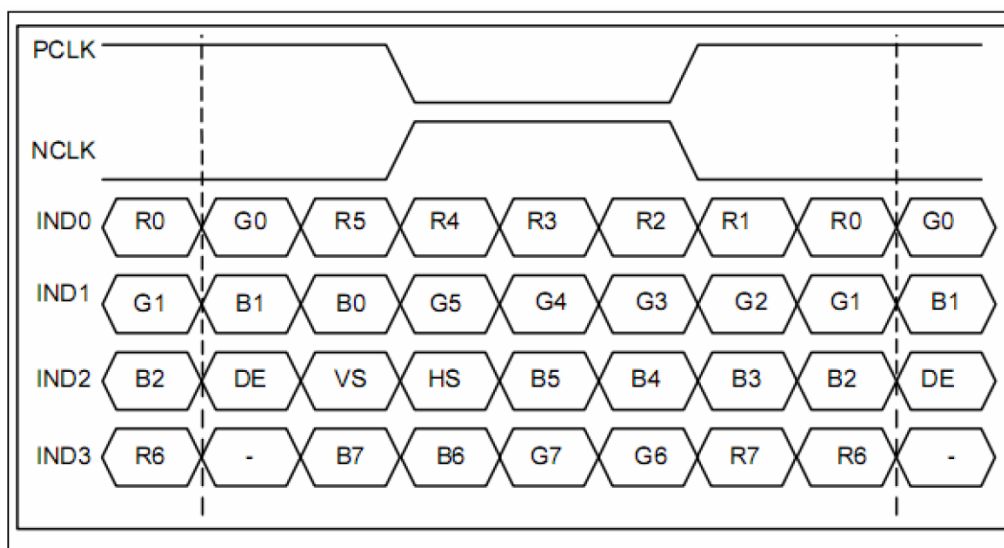 PCLK
NCLK
IND0 R0 G0 R5 R4 R3 R2 R1 R0 G0
IND1 G1 B1 B0 G5 G4 G3 G2 G1 B1
IND2 B2 DE VS HS B5 B4 B3 B2 DE
IND3 R6 - B7 B6 G7 G6 R7 R6 -